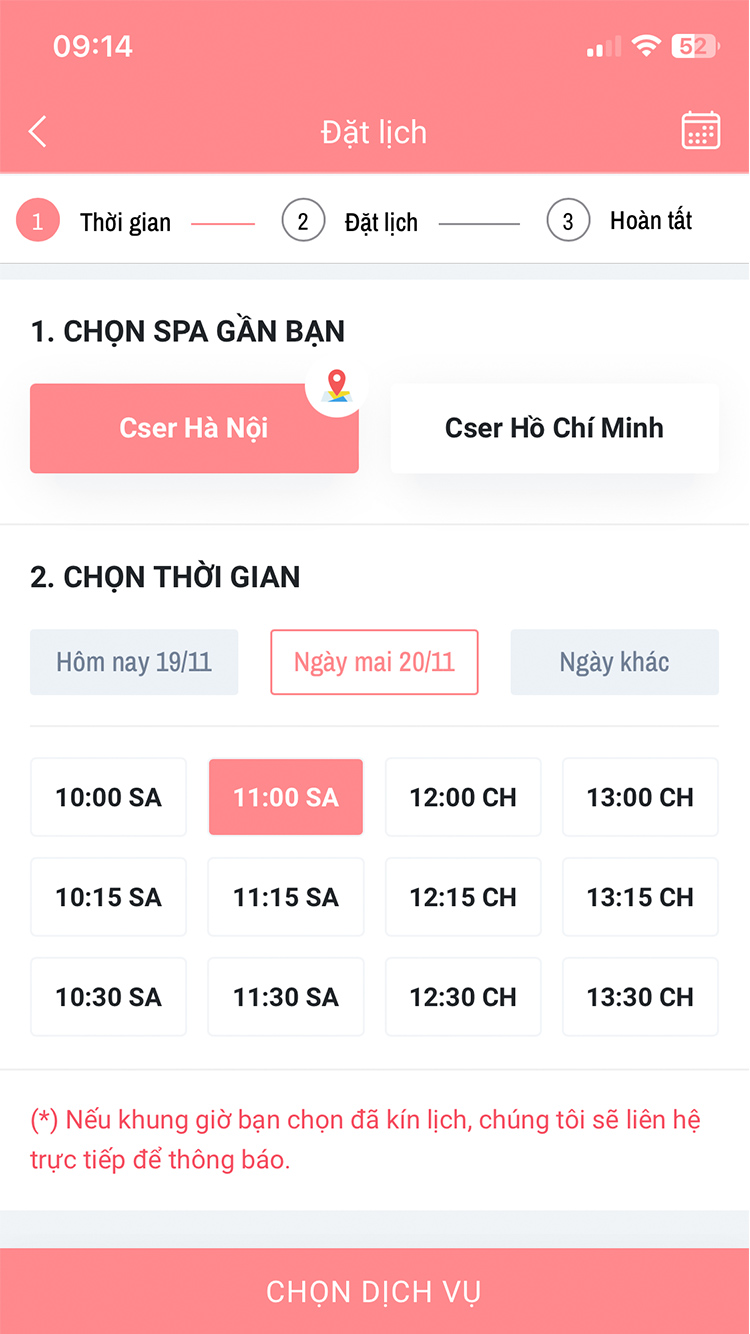 09:14
52
Đặt lịch
1 Thời gian 2 Đặt lịch 3 Hoàn tất
1. CHỌN SPA GẦN BẠN
Cser Hà Nội Cser Hồ Chí Minh
2. CHỌN THỜI GIAN
Hôm nay 19/11 Ngày mai 20/11 Ngày khác
10:00 SA 11:00 SA 12:00 CH 13:00 CH
10:15 SA 11:15 SA 12:15 CH 13:15 CH
10:30 SA 11:30 SA 12:30 CH 13:30 CH
(*) Nếu khung giờ bạn chọn đã kín lịch, chúng tôi sẽ liên hệ
trực tiếp để thông báo.
CHỌN DỊCH VỤ